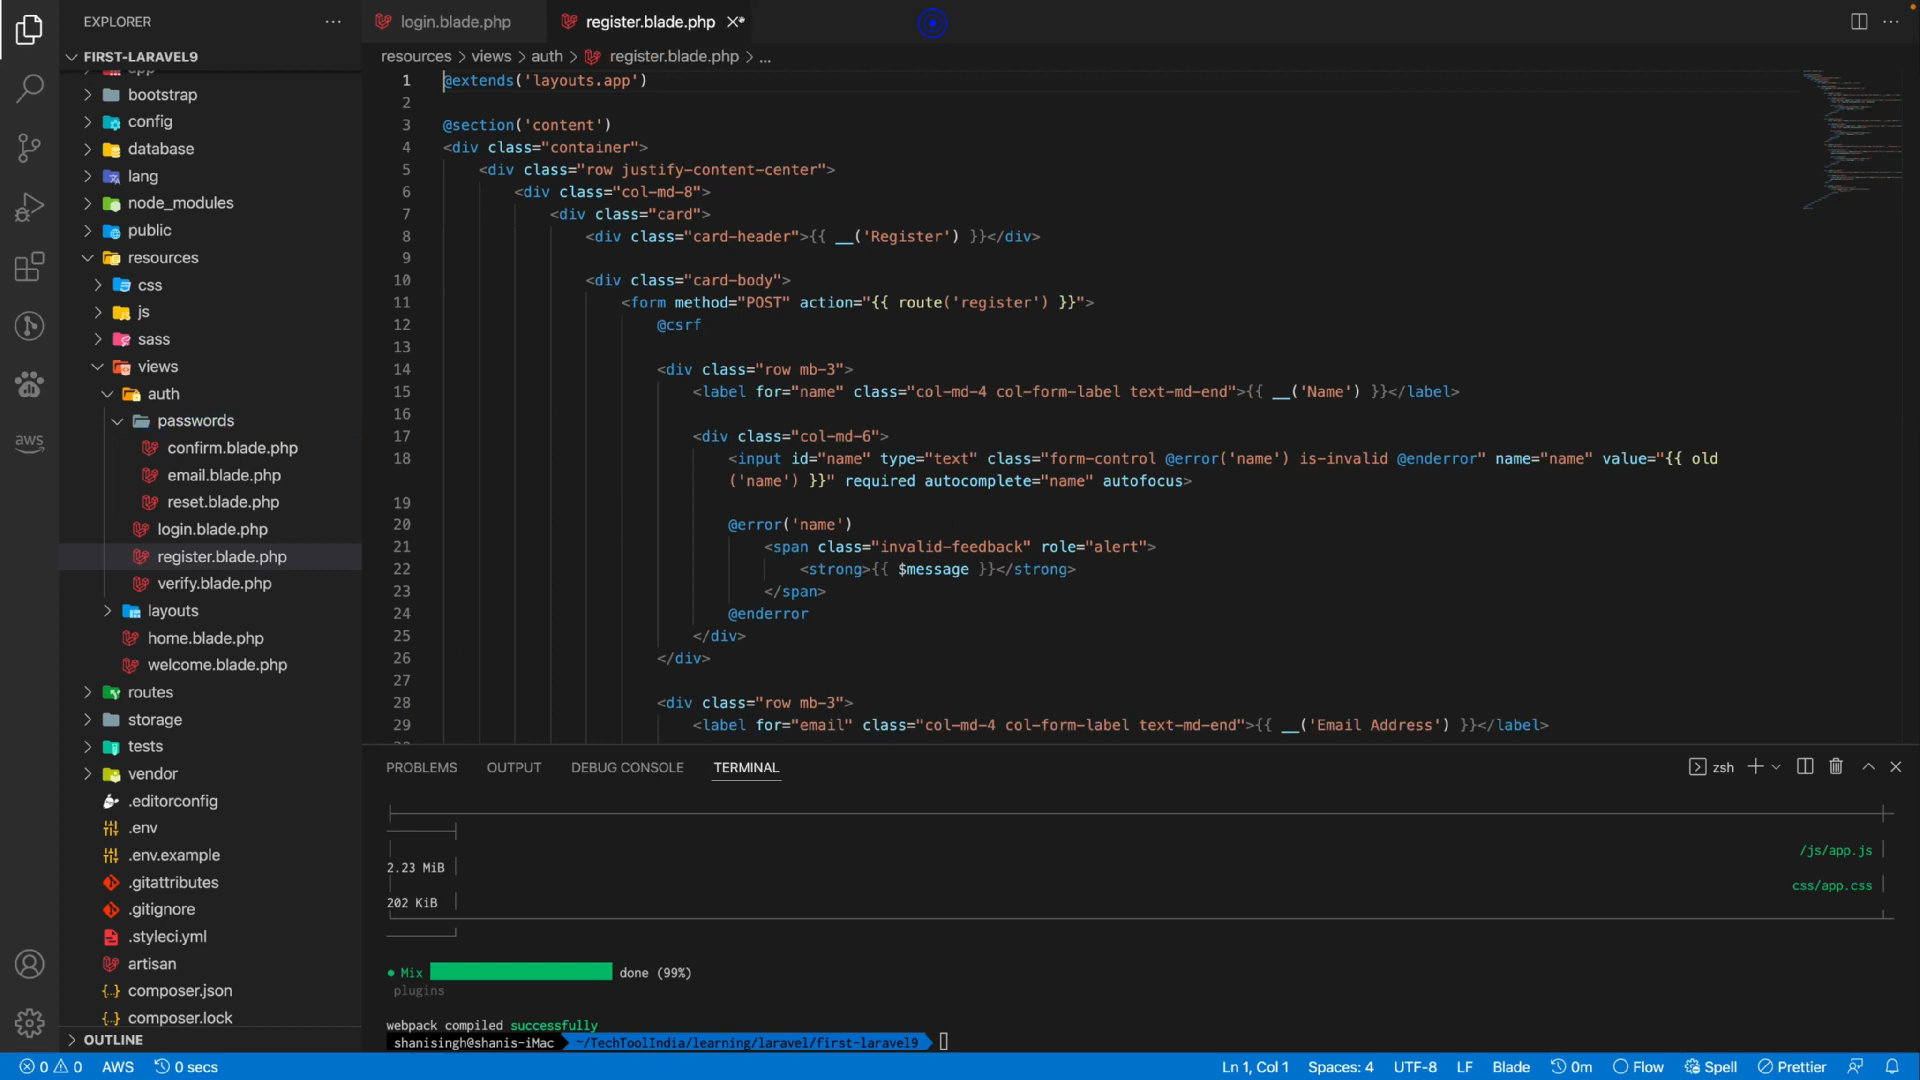 EXPLORER
FIRST-LARAVEL9
app
bootstrap
config
database
lang
node_modules
public
resources
css
js
sass
views
auth
passwords
confirm.blade.php
email.blade.php
reset.blade.php
login.blade.php
register.blade.php
verify.blade.php
layouts
home.blade.php
welcome.blade.php
routes
storage
tests
vendor
.editorconfig
.env
.env.example
.gitattributes
.gitignore
.styleci.yml
artisan
composer.json
composer.lock
OUTLINE
aws
login.blade.php
register.blade.php
resources > views > auth > register.blade.php > ...
1 @extends('layouts.app')
2
3 @section('content')
4 <div class="container">
5 <div class="row justify-content-center">
6 <div class="col-md-8">
7 <div class="card">
8 <div class="card-header">{{ __('Register') }}</div>
9
10 <div class="card-body">
11 <form method="POST" action="{{ route('register') }}">
12 @csrf
13
14 <div class="row mb-3">
15 <label for="name" class="col-md-4 col-form-label text-md-end">{{ __('Name') }}</label>
16
17 <div class="col-md-6">
18 <input id="name" type="text" class="form-control @error('name') is-invalid @enderror" name="name" value="{{ old
('name') }}" required autocomplete="name" autofocus>
19
20 @error('name')
21 <span class="invalid-feedback" role="alert">
22 <strong>{{ $message }}</strong>
23 </span>
24 @enderror
25 </div>
26 </div>
27
28 <div class="row mb-3">
29 <label for="email" class="col-md-4 col-form-label text-md-end">{{ __('Email Address') }}</label>
PROBLEMS OUTPUT DEBUG CONSOLE TERMINAL
zsh
/js/app.js
2.23 MiB
css/app.css
202 KiB
● Mix done (99%)
plugins
webpack compiled successfully
shanisingh@shanis-iMac ~/TechToolIndia/learning/laravel/first-laravel9
0 0 AWS 0 secs Ln 1, Col 1 Spaces: 4 UTF-8 LF Blade 0m Flow Spell Prettier